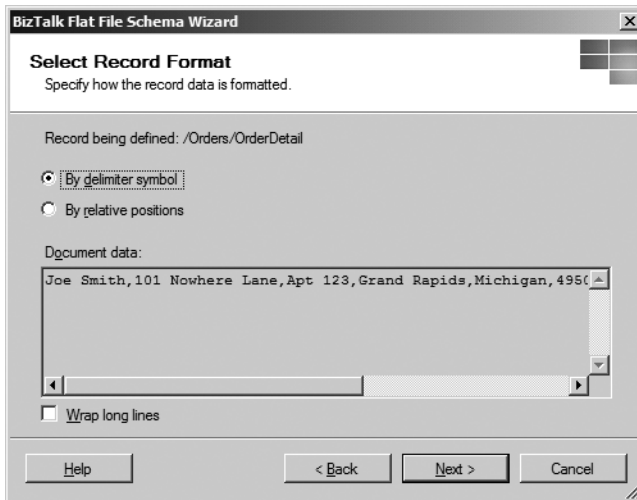 BizTalk Flat File Schema Wizard
Select Record Format
Specify how the record data is formatted.
Record being defined: /Orders/OrderDetail
By delimiter symbol
By relative positions
Document data:
Joe Smith,101 Nowhere Lane,Apt 123,Grand Rapids,Michigan,4950
Wrap long lines
Help
< Back
Next >
Cancel